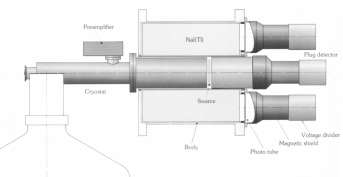 Preamplifier
NaI(Tl)
Plug detector
Cryostat
Source
Voltage divider
Magnetic shield
Body
Photo tube